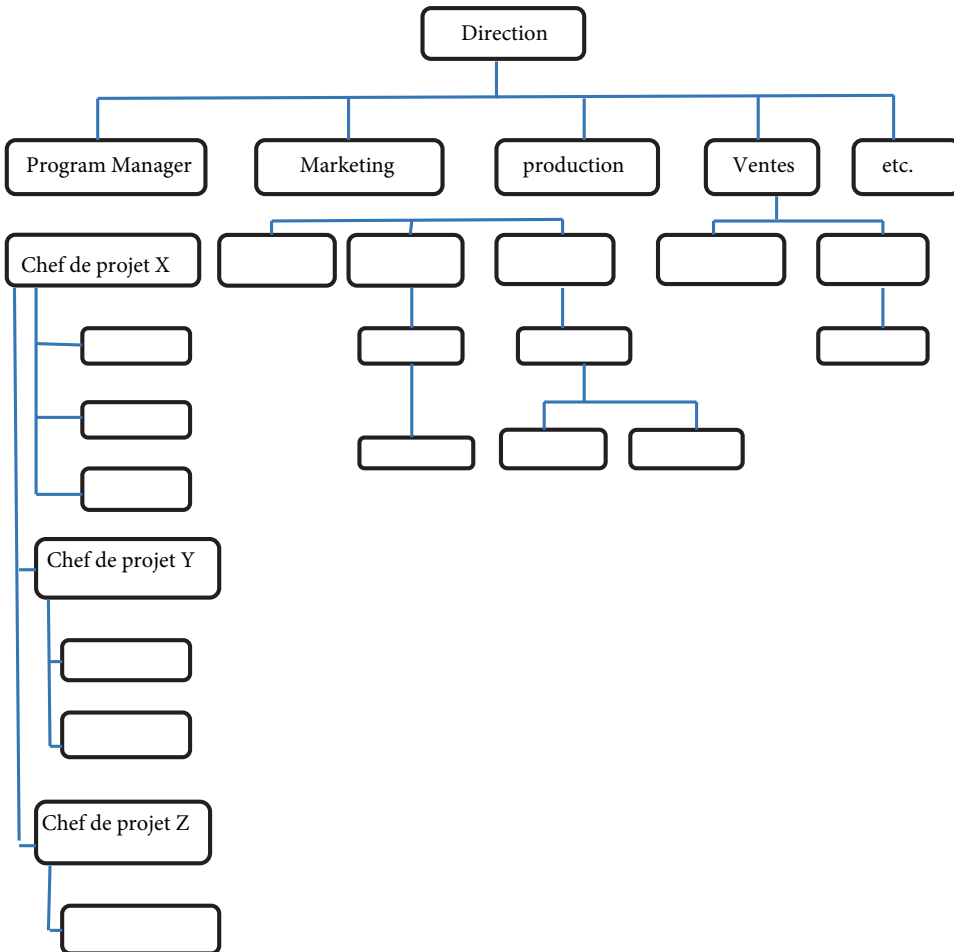 Direction
Program Manager
Marketing
production
Ventes
etc.
Chef de projet X
Chef de projet Y
Chef de projet Z